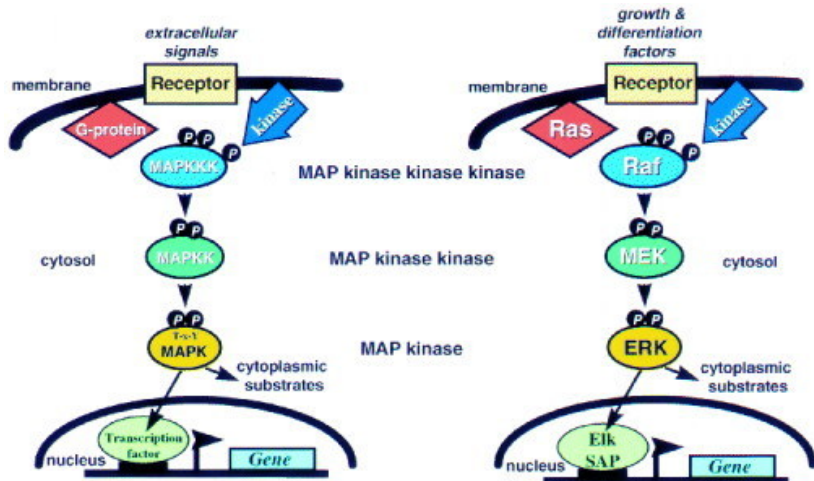 extracellular
signals
membrane
Receptor
G-protein
kinase
P P P
MAPKKK
MAP kinase kinase kinase
P P
MAPKK
cytosol
MAP kinase kinase
P P
T-x-Y
MAPK
MAP kinase
cytoplasmic
substrates
Transcription
factor
nucleus
Gene
growth &
differentiation
factors
membrane
Receptor
Ras
kinase
P P P
Raf
P P
MEK
cytosol
P P
ERK
cytoplasmic
substrates
Elk
SAP
nucleus
Gene